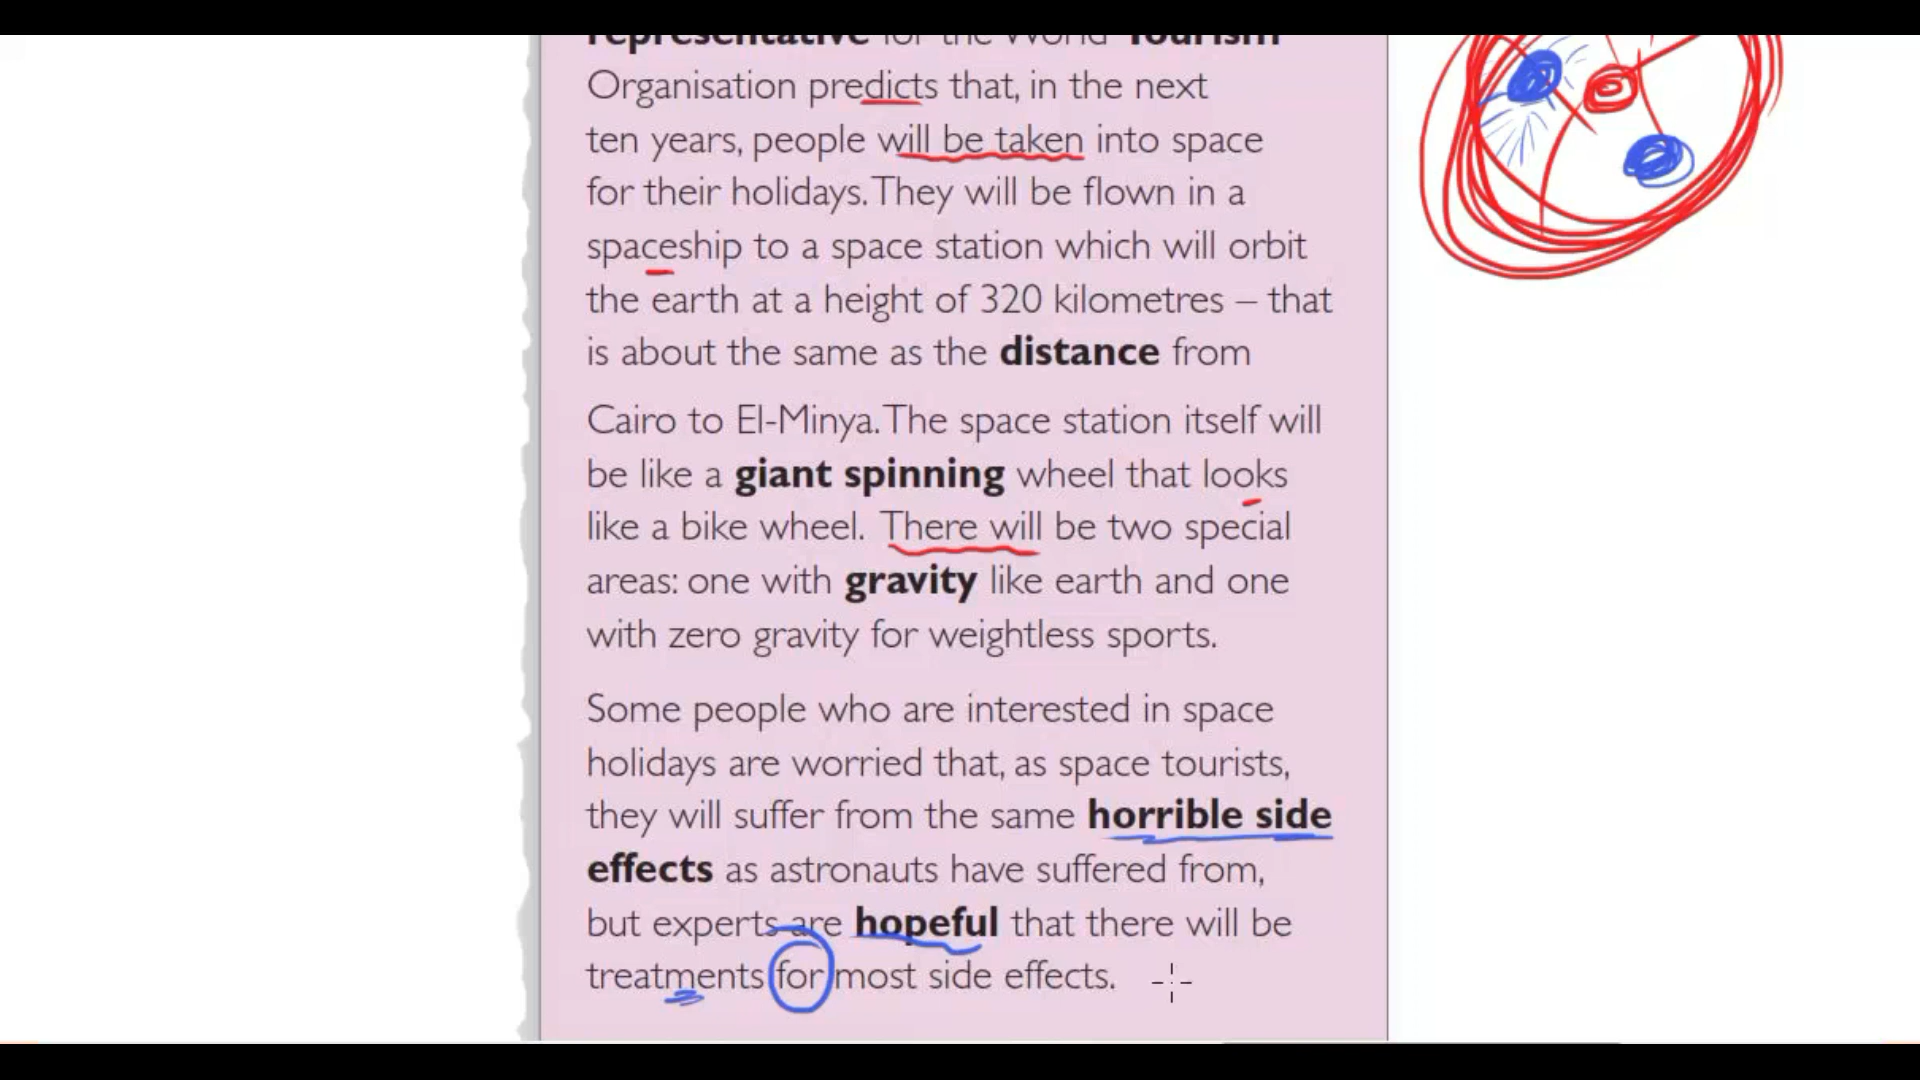 representative for the World Tourism
Organisation predicts that, in the next
ten years, people will be taken into space
for their holidays. They will be flown in a
spaceship to a space station which will orbit
the earth at a height of 320 kilometres – that
is about the same as the distance from
Cairo to El-Minya. The space station itself will
be like a giant spinning wheel that looks
like a bike wheel. There will be two special
areas: one with gravity like earth and one
with zero gravity for weightless sports.
Some people who are interested in space
holidays are worried that, as space tourists,
they will suffer from the same horrible side
effects as astronauts have suffered from,
but experts are hopeful that there will be
treatments for most side effects.